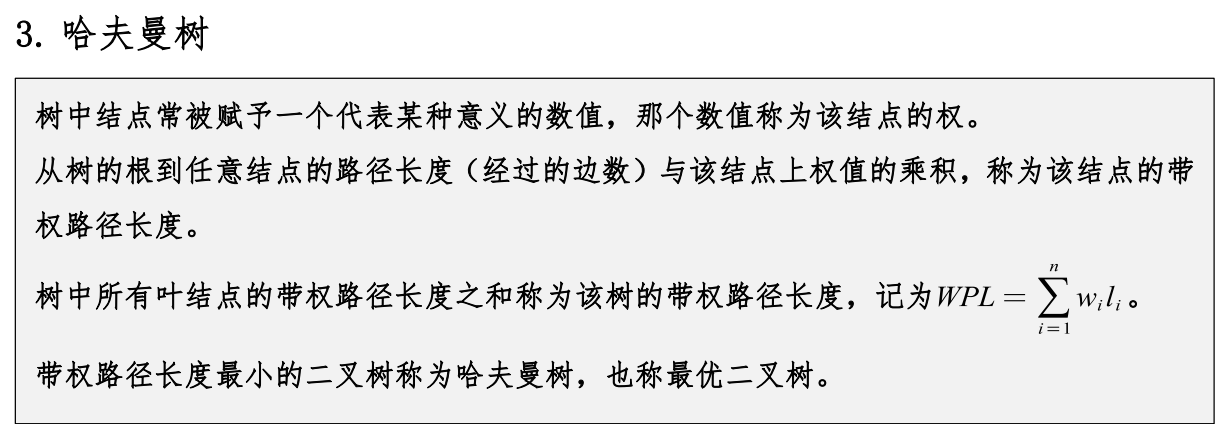 3. 哈夫曼树
树中结点常被赋予一个代表某种意义的数值，那个数值称为该结点的权。
从树的根到任意结点的路径长度（经过的边数）与该结点上权值的乘积，称为该结点的带
权路径长度。
树中所有叶结点的带权路径长度之和称为该树的带权路径长度，记为 $WPL = \sum_{i=1}^{n} w_i l_i$。
带权路径长度最小的二叉树称为哈夫曼树，也称最优二叉树。